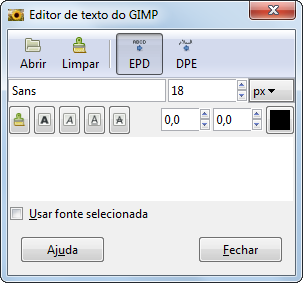 Editor de texto do GIMP
Abrir Limpar EPD DPE
Sans 18 px
A A A A 0,0 0,0
Usar fonte selecionada
Ajuda Fechar